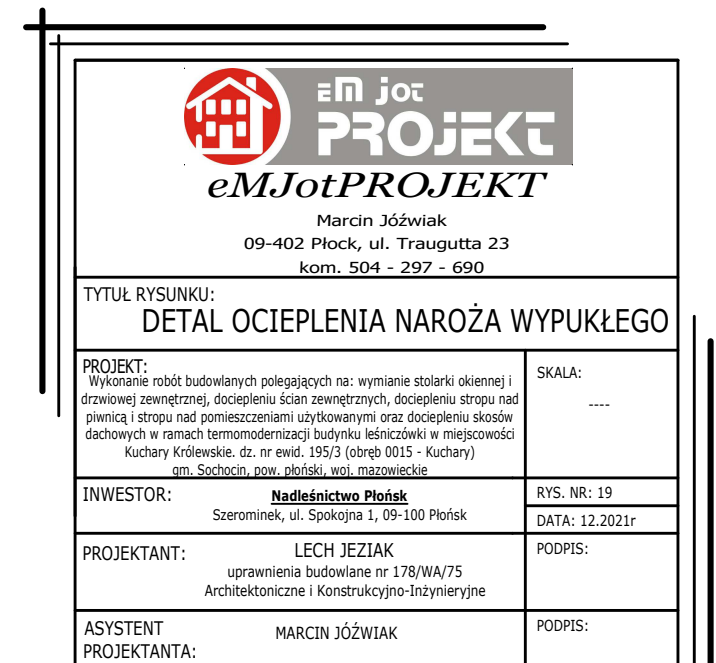 eM jot
PROJEKT
eMJotPROJEKT
Marcin Jóźwiak
09-402 Płock, ul. Traugutta 23
kom. 504 - 297 - 690
TYTUŁ RYSUNKU:
DETAL OCIEPLENIA NAROŻA WYPUKŁEGO
PROJEKT:
Wykonanie robót budowlanych polegających na: wymianie stolarki okiennej i
drzwiowej zewnętrznej, dociepleniu ścian zewnętrznych, dociepleniu stropu nad
piwnicą i stropu nad pomieszczeniami użytkowanymi oraz dociepleniu skosów
dachowych w ramach termomodernizacji budynku leśniczówki w miejscowości
Kuchary Królewskie. dz. nr ewid. 195/3 (obręb 0015 - Kuchary)
gm. Sochocin, pow. płoński, woj. mazowieckie
SKALA:
----
INWESTOR:
Nadleśnictwo Płońsk
Szerominek, ul. Spokojna 1, 09-100 Płońsk
RYS. NR: 19
DATA: 12.2021r
PROJEKTANT:
LECH JEZIAK
uprawnienia budowlane nr 178/WA/75
Architektoniczne i Konstrukcyjno-Inżynieryjne
PODPIS:
ASYSTENT
PROJEKTANTA:
MARCIN JÓŹWIAK
PODPIS: